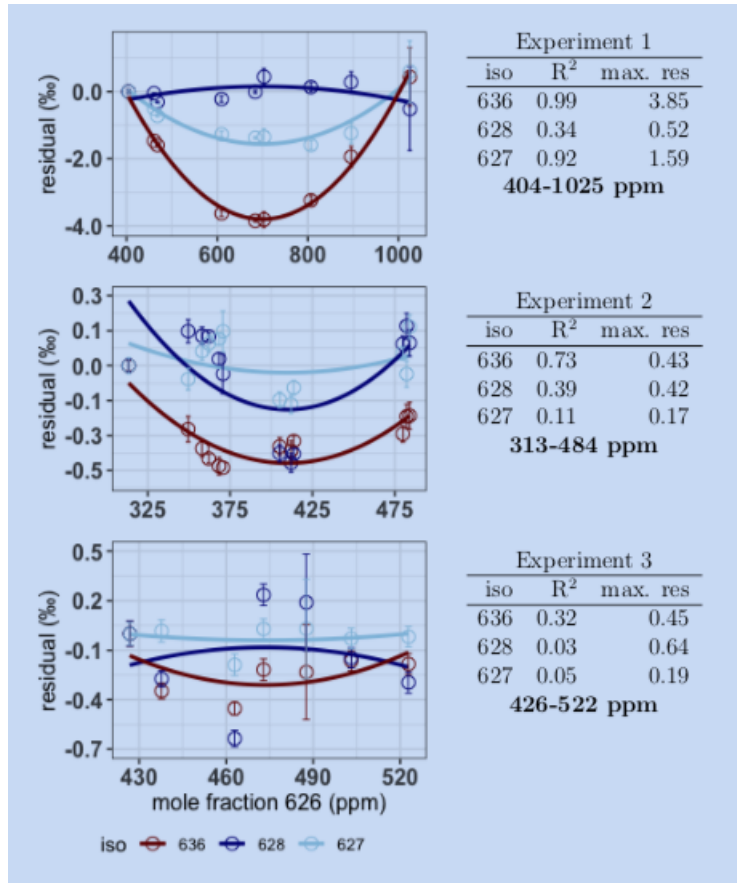 residual (‰)
0.0
-2.0
-4.0
400 600 800 1000
Experiment 1
iso R² max. res
636 0.99 3.85
628 0.34 0.52
627 0.92 1.59
404-1025 ppm
residual (‰)
0.3
0.1
0.0
-0.1
-0.3
-0.5
325 375 425 475
Experiment 2
iso R² max. res
636 0.73 0.43
628 0.39 0.42
627 0.11 0.17
313-484 ppm
residual (‰)
0.5
0.2
-0.1
-0.4
-0.7
430 460 490 520
mole fraction 626 (ppm)
Experiment 3
iso R² max. res
636 0.32 0.45
628 0.03 0.64
627 0.05 0.19
426-522 ppm
iso 636 628 627